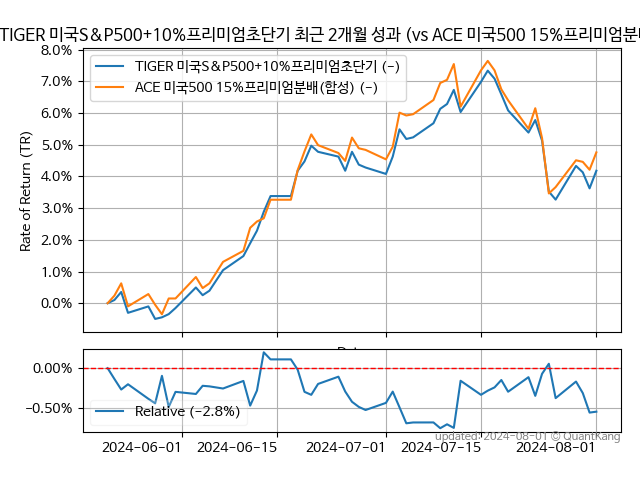 TIGER 미국S&P500+10%프리미엄초단기 최근 2개월 성과 (vs ACE 미국500 15%프리미엄분배
8.0%
7.0%
6.0%
5.0%
4.0%
3.0%
2.0%
1.0%
0.0%
Rate of Return (TR)
TIGER 미국S&P500+10%프리미엄초단기 (-)
ACE 미국500 15%프리미엄분배(합성) (-)
0.00%
−0.50%
Relative (-2.8%)
2024-06-01 2024-06-15 2024-07-01 2024-07-15 2024-08-01
updated: 2024-08-01 © QuantKang